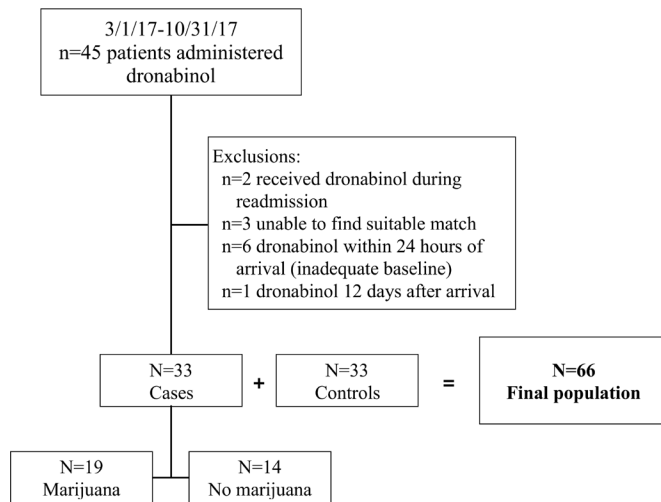 3/1/17-10/31/17
n=45 patients administered
dronabinol
Exclusions:
n=2 received dronabinol during
readmission
n=3 unable to find suitable match
n=6 dronabinol within 24 hours of
arrival (inadequate baseline)
n=1 dronabinol 12 days after arrival
N=33
Cases
+
N=33
Controls
=
N=66
Final population
N=19
Marijuana
N=14
No marijuana